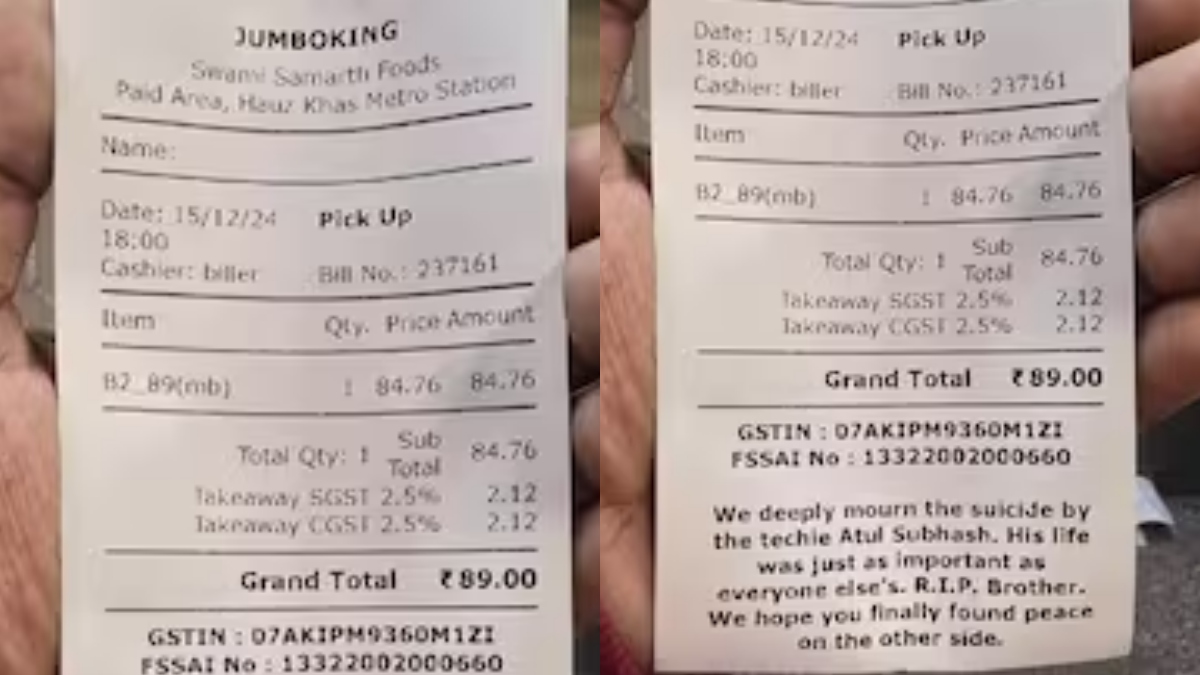 JUMBOKING
Swami Samarth Foods
Paid Area, Hauz Khas Metro Station
Name:
Date: 15/12/24 Pick Up
18:00
Cashier: biller Bill No.: 237161
Item Qty. Price Amount
B2_89(mb) 1 84.76 84.76
Total Qty: 1 Sub Total 84.76
Takeaway SGST 2.5% 2.12
Takeaway CGST 2.5% 2.12
Grand Total ₹89.00
GSTIN : 07AKIPM9360M1ZI
FSSAI No : 13322002000660
Date: 15/12/24 Pick Up
18:00
Cashier: biller Bill No.: 237161
Item Qty. Price Amount
B2_89(mb) 1 84.76 84.76
Total Qty: 1 Sub Total 84.76
Takeaway SGST 2.5% 2.12
Takeaway CGST 2.5% 2.12
Grand Total ₹89.00
GSTIN : 07AKIPM9360M1ZI
FSSAI No : 13322002000660
We deeply mourn the suicide by
the techie Atul Subhash. His life
was just as important as
everyone else's. R.I.P. Brother.
We hope you finally found peace
on the other side.